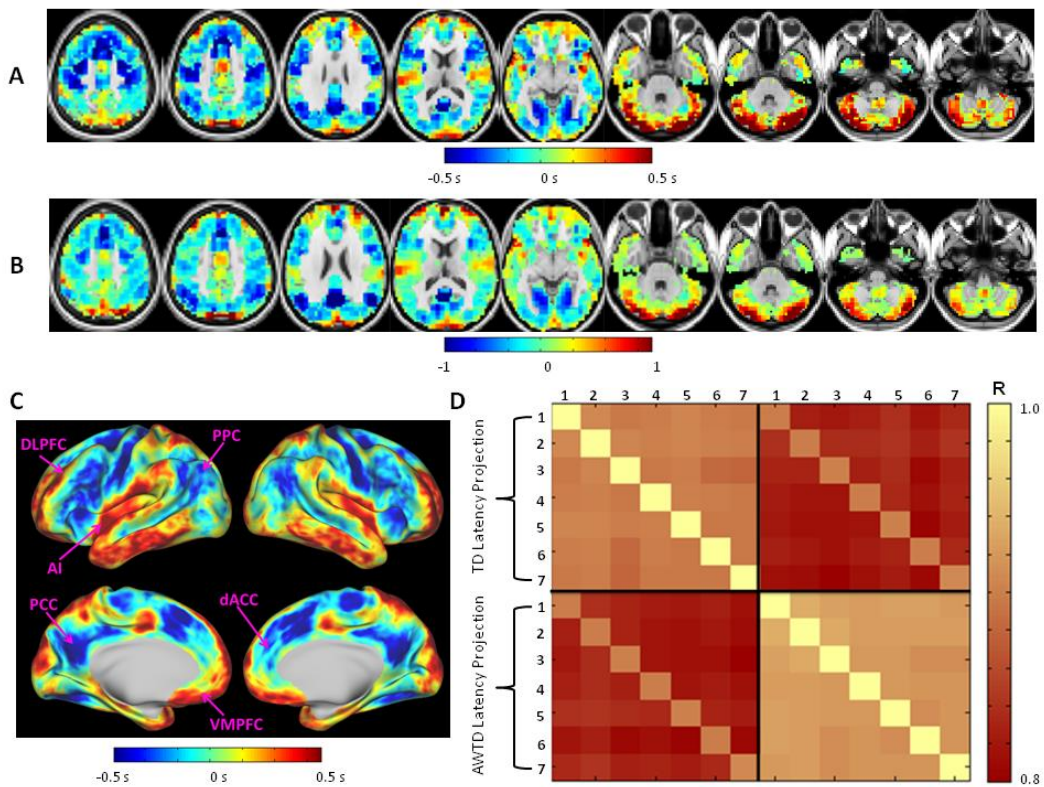 A
-0.5 s 0 s 0.5 s
B
-1 0 1
C
DLPFC PPC
AI
PCC dACC
VMPFC
-0.5 s 0 s 0.5 s
D
1 2 3 4 5 6 7 1 2 3 4 5 6 7 R
TD Latency Projection
1
2
3
4
5
6
7
AWTD Latency Projection
1
2
3
4
5
6
7
1.0
0.8